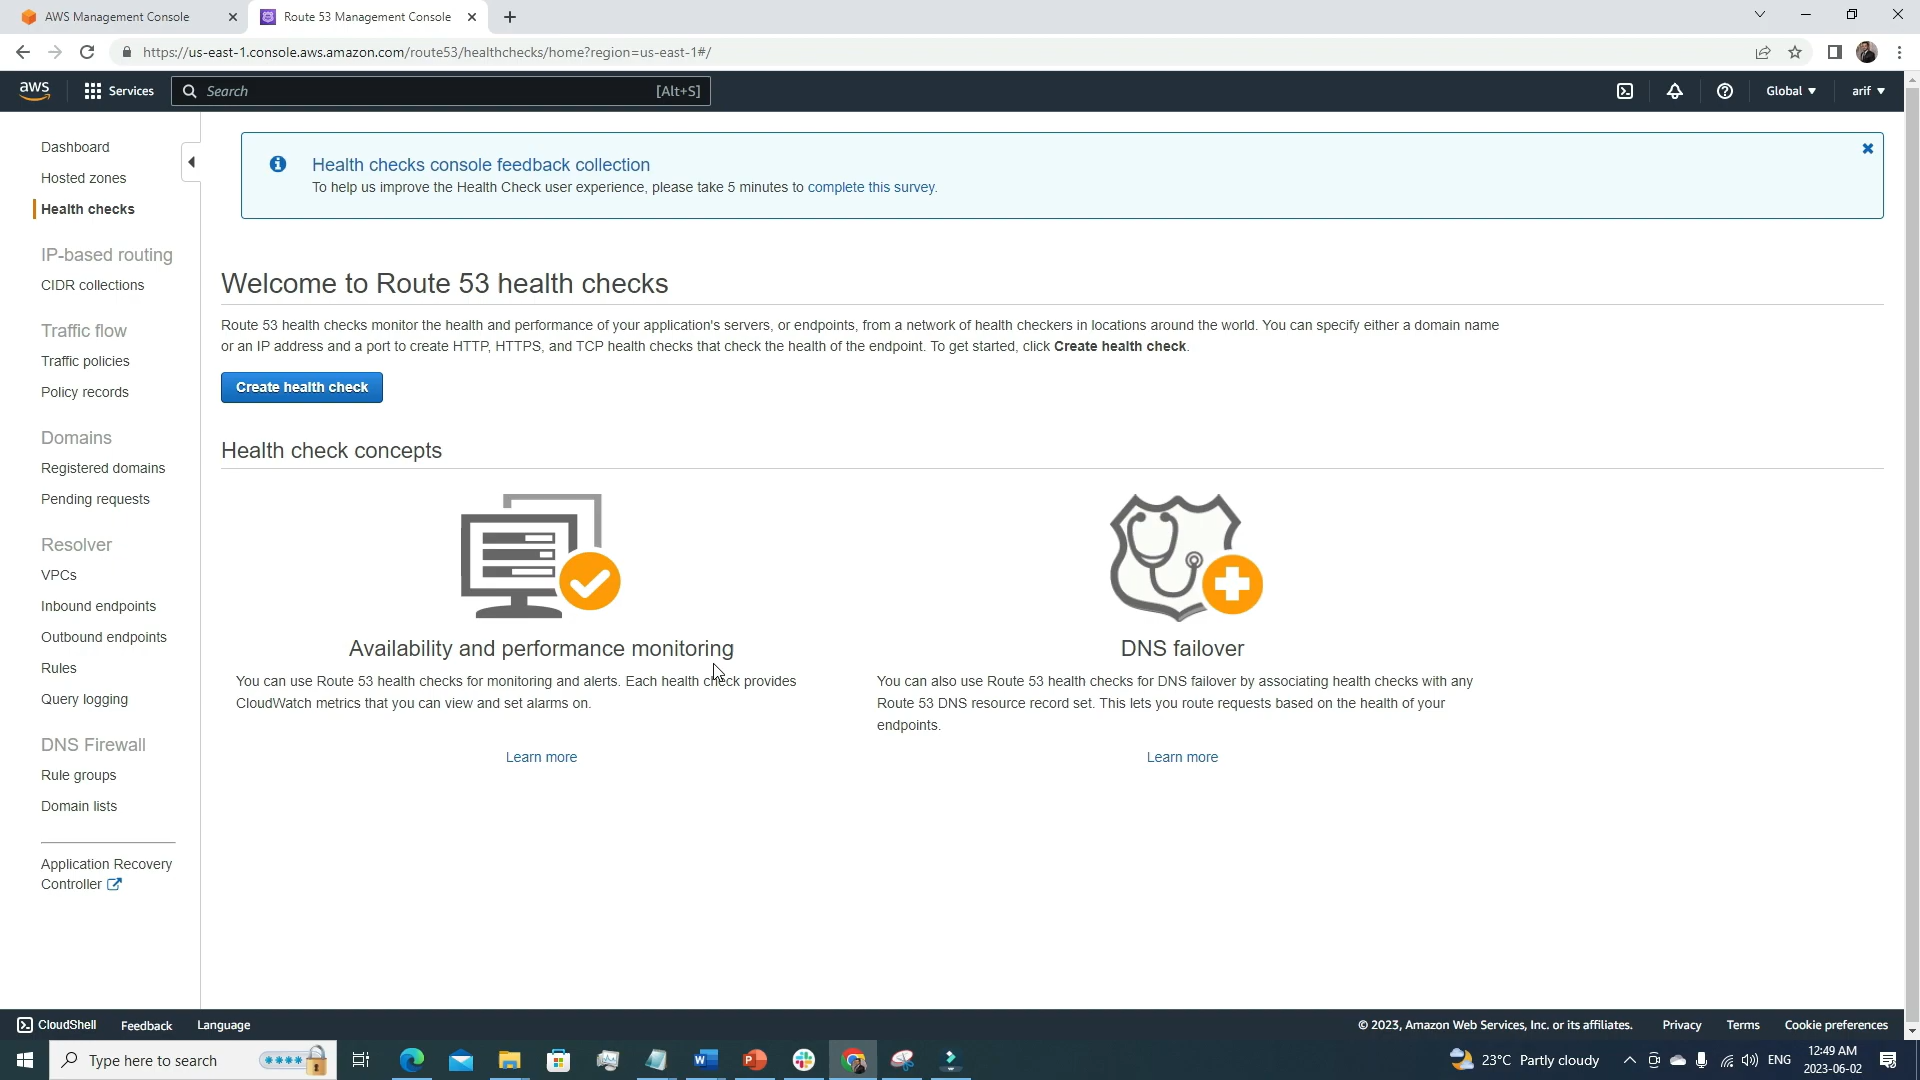 AWS Management Console
Route 53 Management Console
https://us-east-1.console.aws.amazon.com/route53/healthchecks/home?region=us-east-1#/
aws
Services
Search
[Alt+S]
Global
arif
Dashboard
Hosted zones
Health checks
IP-based routing
CIDR collections
Traffic flow
Traffic policies
Policy records
Domains
Registered domains
Pending requests
Resolver
VPCs
Inbound endpoints
Outbound endpoints
Rules
Query logging
DNS Firewall
Rule groups
Domain lists
Application Recovery
Controller
Health checks console feedback collection
To help us improve the Health Check user experience, please take 5 minutes to complete this survey.
Welcome to Route 53 health checks
Route 53 health checks monitor the health and performance of your application's servers, or endpoints, from a network of health checkers in locations around the world. You can specify either a domain name
or an IP address and a port to create HTTP, HTTPS, and TCP health checks that check the health of the endpoint. To get started, click Create health check.
Create health check
Health check concepts
Availability and performance monitoring
You can use Route 53 health checks for monitoring and alerts. Each health check provides
CloudWatch metrics that you can view and set alarms on.
Learn more
DNS failover
You can also use Route 53 health checks for DNS failover by associating health checks with any
Route 53 DNS resource record set. This lets you route requests based on the health of your
endpoints.
Learn more
CloudShell
Feedback
Language
© 2023, Amazon Web Services, Inc. or its affiliates.
Privacy
Terms
Cookie preferences
Type here to search
23°C Partly cloudy
ENG
12:49 AM
2023-06-02